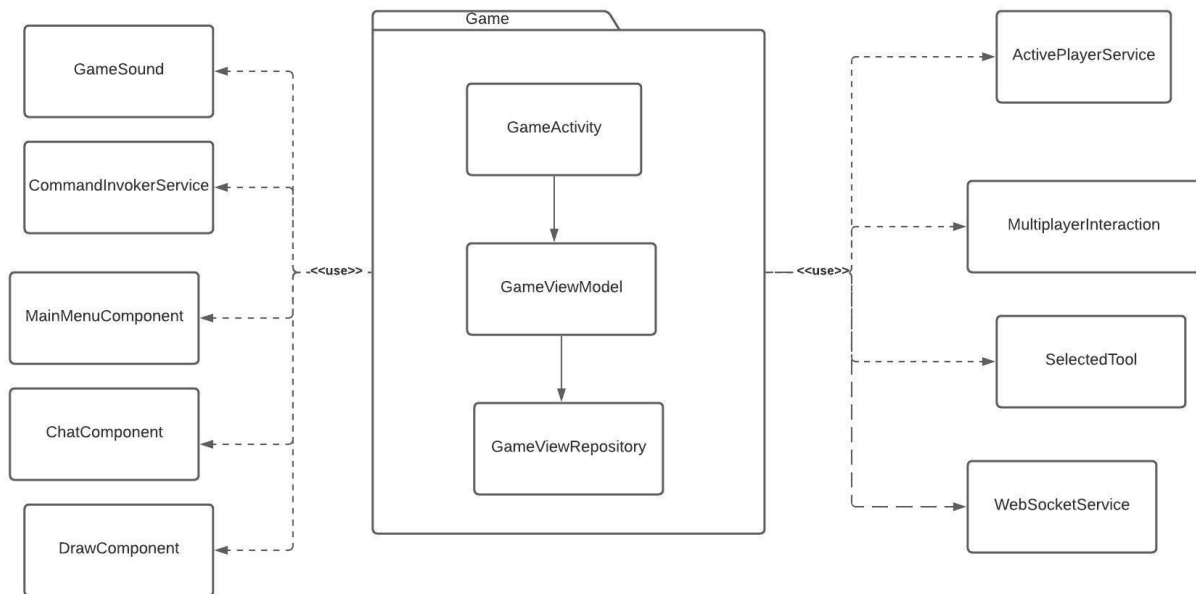 Game
GameSound
CommandInvokerService
MainMenuComponent
ChatComponent
DrawComponent
<<use>>
GameActivity
GameViewModel
GameViewRepository
<<use>>
ActivePlayerService
MultiplayerInteraction
SelectedTool
WebSocketService